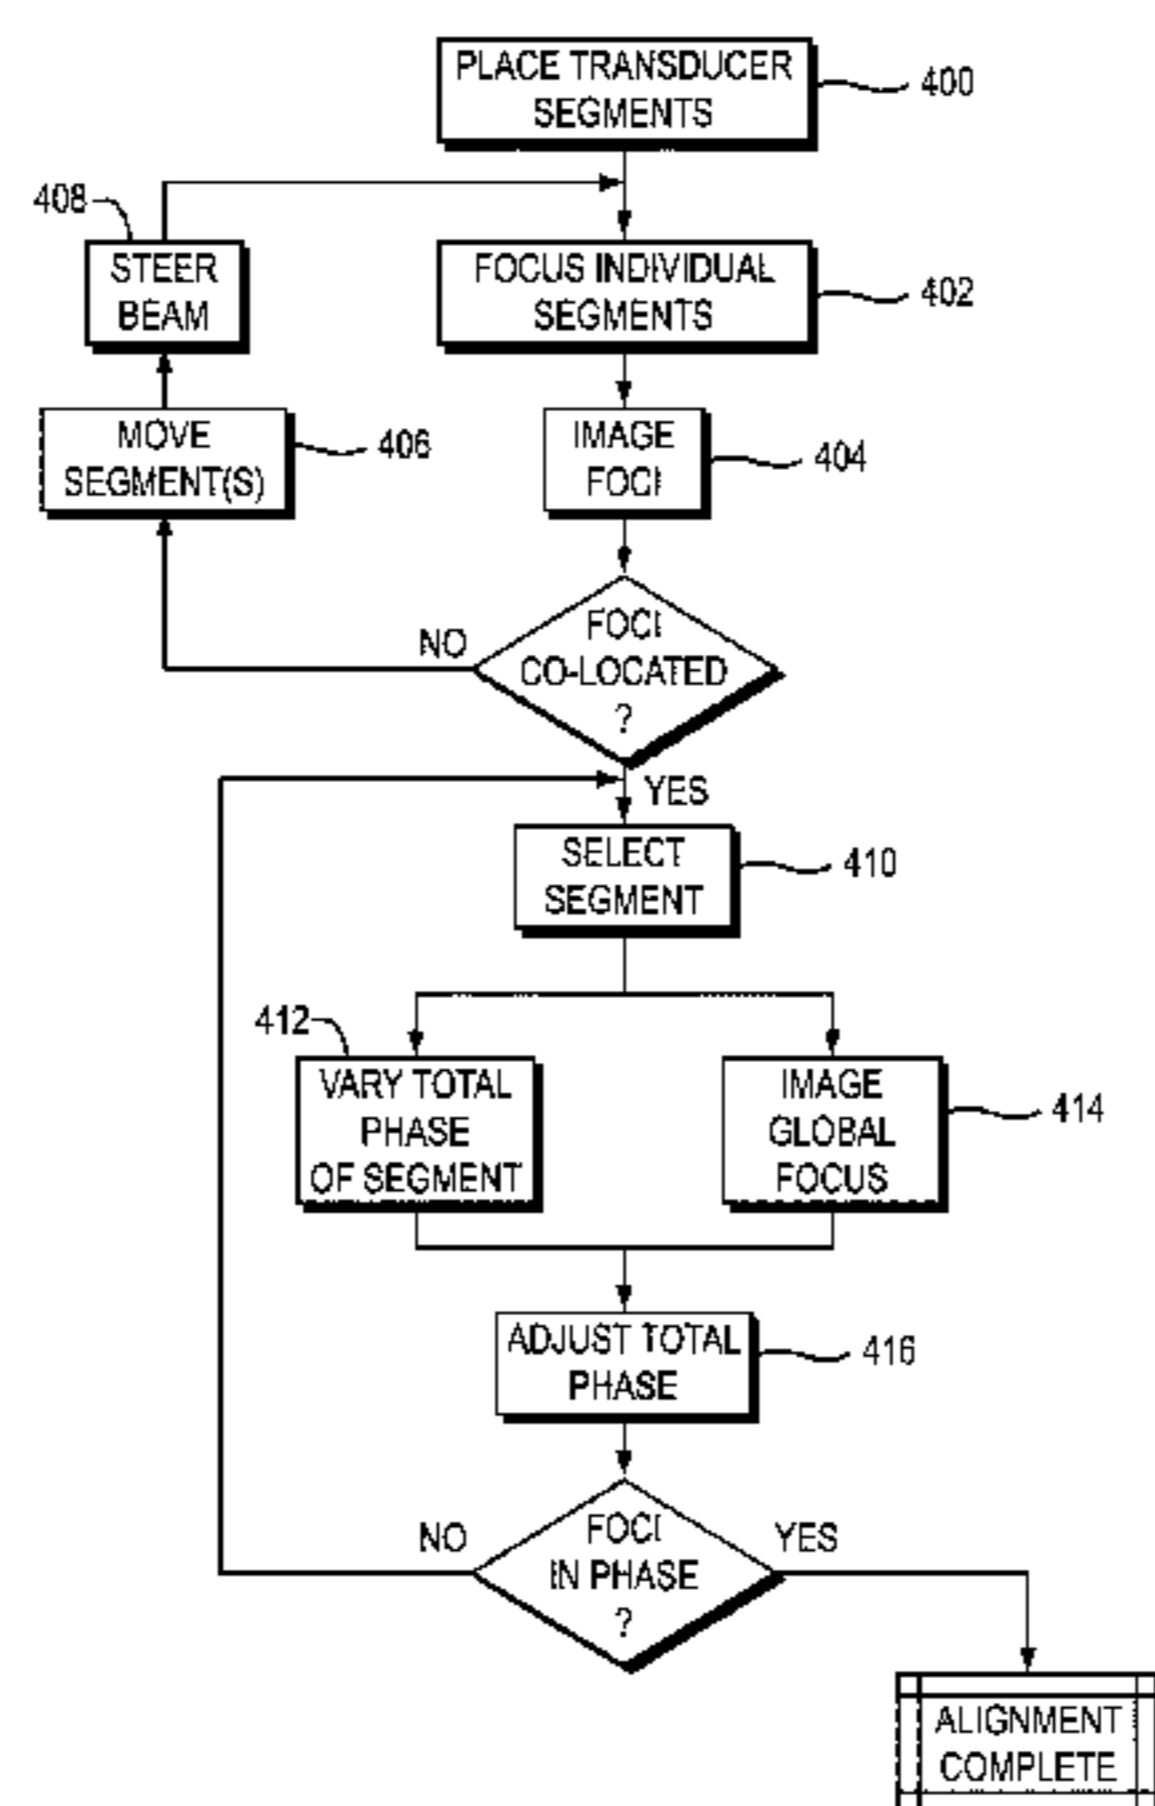 PLACE TRANSDUCER
SEGMENTS
400
408
STEER
BEAM
FOCUS INDIVIDUAL
SEGMENTS
402
MOVE
SEGMENT(S)
406
IMAGE
FOCI
404
FOCI
CO-LOCATED
?
NO
YES
SELECT
SEGMENT
410
412
VARY TOTAL
PHASE
OF SEGMENT
IMAGE
GLOBAL
FOCUS
414
ADJUST TOTAL
PHASE
416
FOCI
IN PHASE
?
NO
YES
ALIGNMENT
COMPLETE